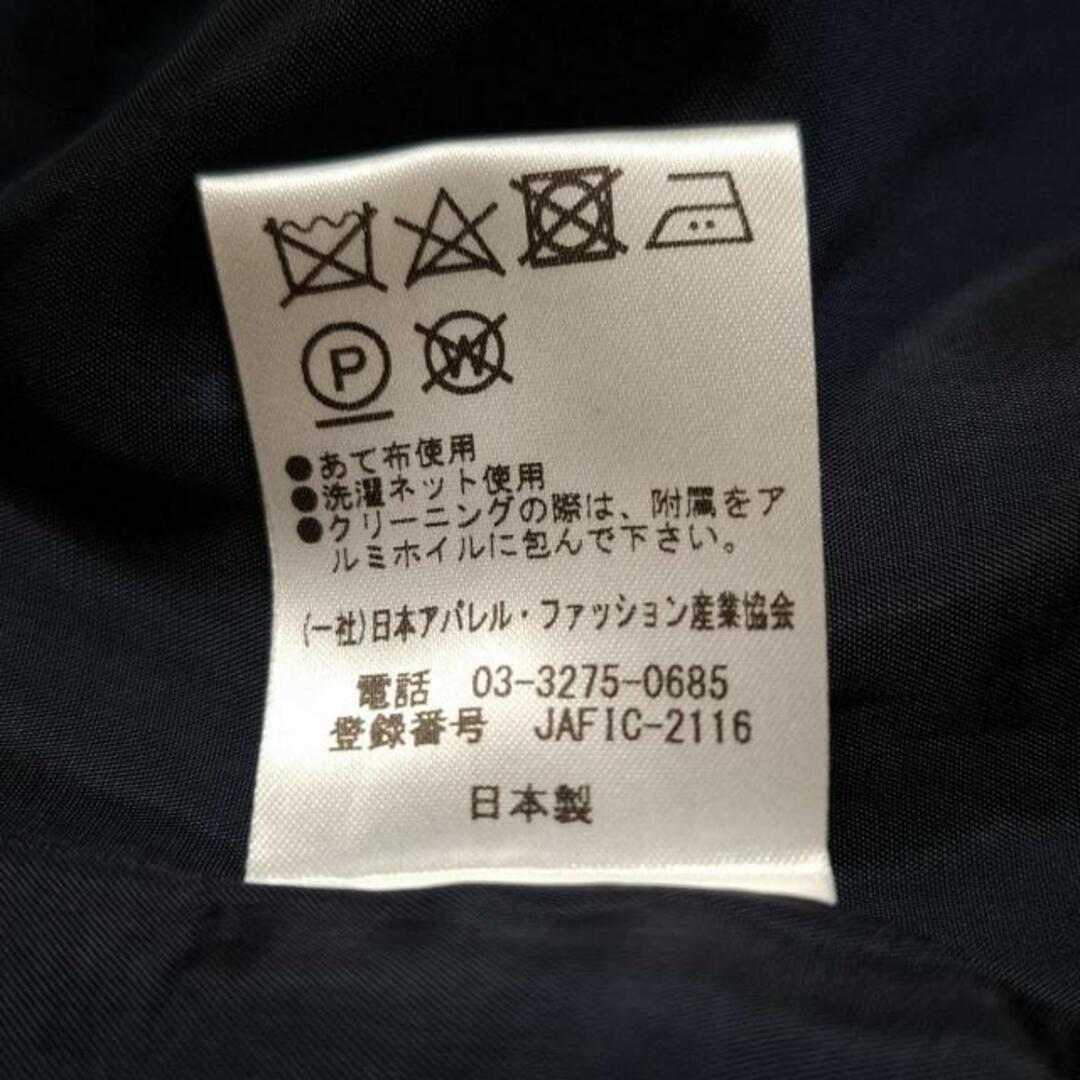 P W
●あて布使用
●洗濯ネット使用
●クリーニングの際は、附属をア
ルミホイルに包んで下さい。
(一社)日本アパレル・ファッション産業協会
電話 03-3275-0685
登録番号 JAFIC-2116
日本製